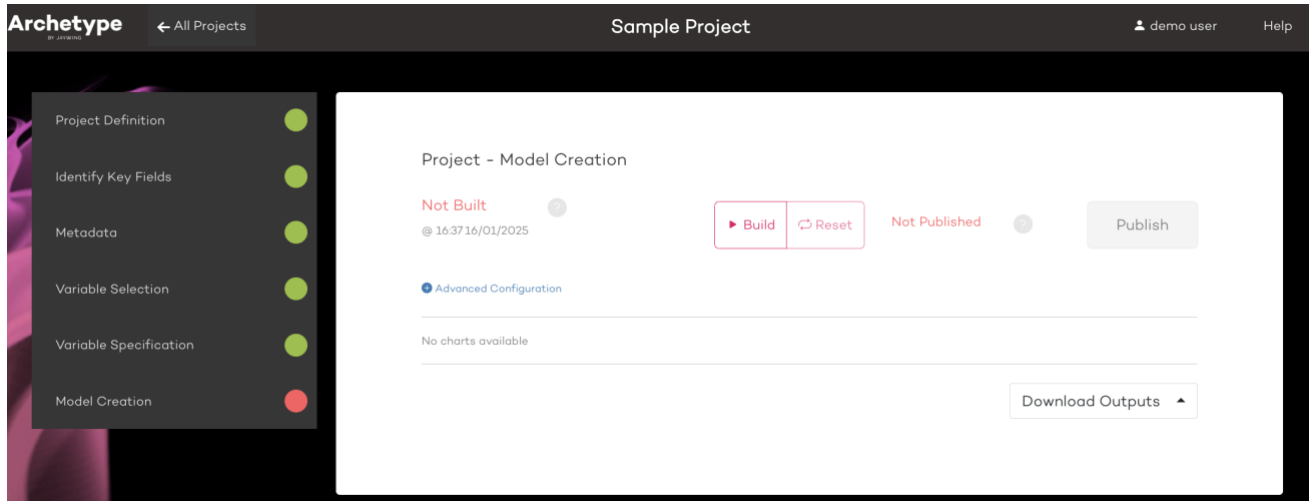 Archetype
BY JAYWING
← All Projects
Sample Project
demo user
Help
Project Definition
Identify Key Fields
Metadata
Variable Selection
Variable Specification
Model Creation
Project - Model Creation
Not Built ?
@ 16:37 16/01/2025
Build
Reset
Not Published ?
Publish
Advanced Configuration
No charts available
Download Outputs